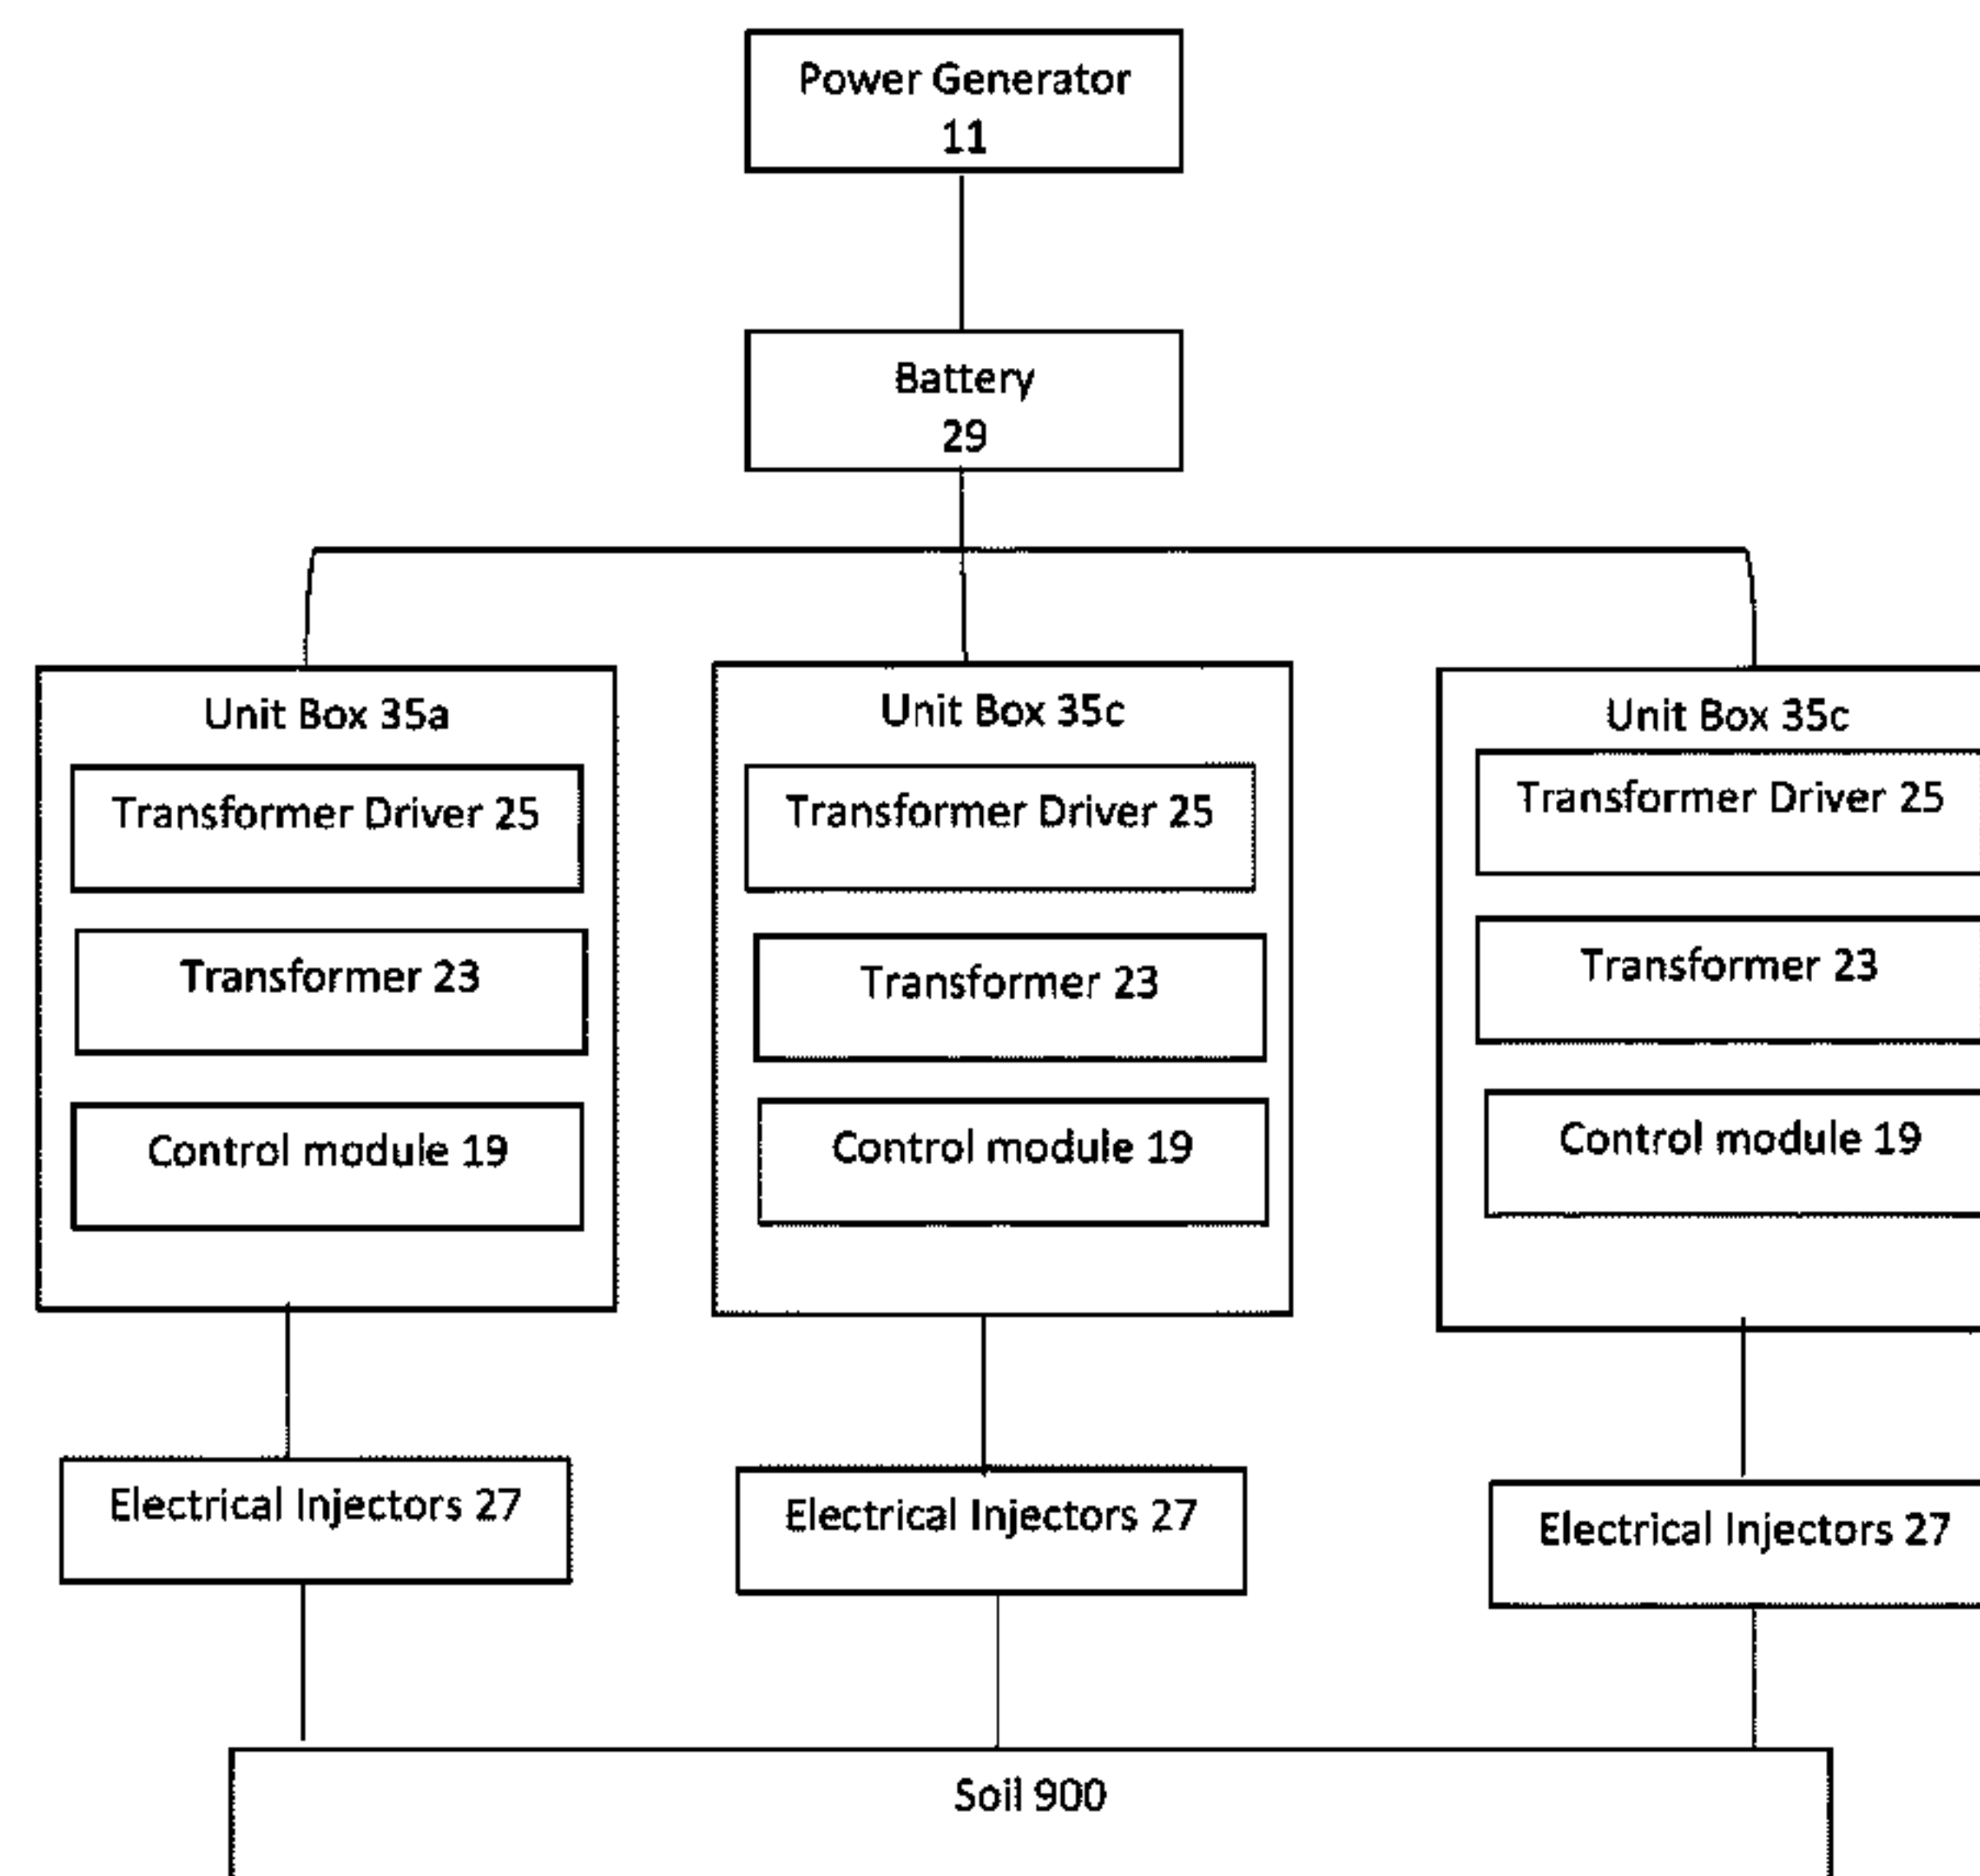 Power Generator
11
Battery
29
Unit Box 35a
Transformer Driver 25
Transformer 23
Control module 19
Electrical Injectors 27
Unit Box 35c
Transformer Driver 25
Transformer 23
Control module 19
Electrical Injectors 27
Unit Box 35c
Transformer Driver 25
Transformer 23
Control module 19
Electrical Injectors 27
Soil 900